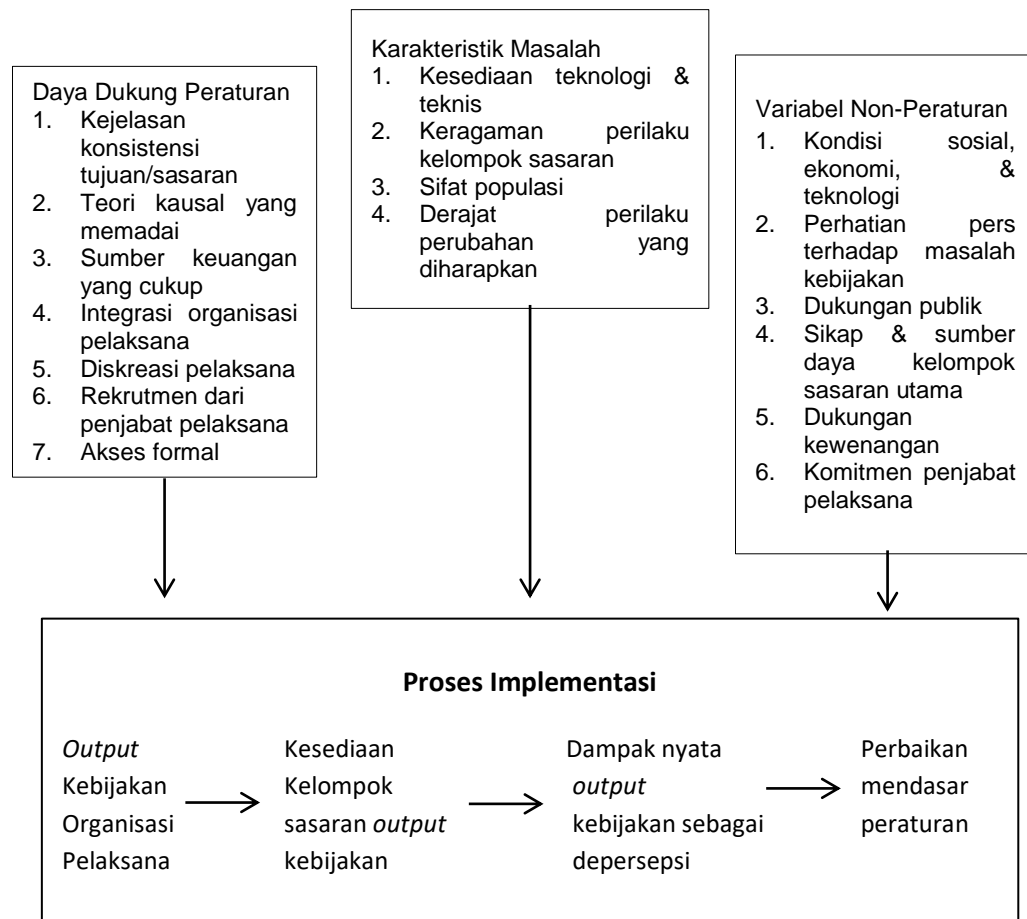 Daya Dukung Peraturan
1. Kejelasan
konsistensi
tujuan/sasaran
2. Teori kausal yang
memadai
3. Sumber keuangan
yang cukup
4. Integrasi organisasi
pelaksana
5. Diskreasi pelaksana
6. Rekrutmen dari
penjabat pelaksana
7. Akses formal
Karakteristik Masalah
1. Kesediaan teknologi &
teknis
2. Keragaman perilaku
kelompok sasaran
3. Sifat populasi
4. Derajat perilaku
perubahan yang
diharapkan
Variabel Non-Peraturan
1. Kondisi sosial,
ekonomi, &
teknologi
2. Perhatian pers
terhadap masalah
kebijakan
3. Dukungan publik
4. Sikap & sumber
daya kelompok
sasaran utama
5. Dukungan
kewenangan
6. Komitmen penjabat
pelaksana
Proses Implementasi
Output
Kebijakan
Organisasi
Pelaksana
Kesediaan
Kelompok
sasaran output
kebijakan
Dampak nyata
output
kebijakan sebagai
depersepsi
Perbaikan
mendasar
peraturan